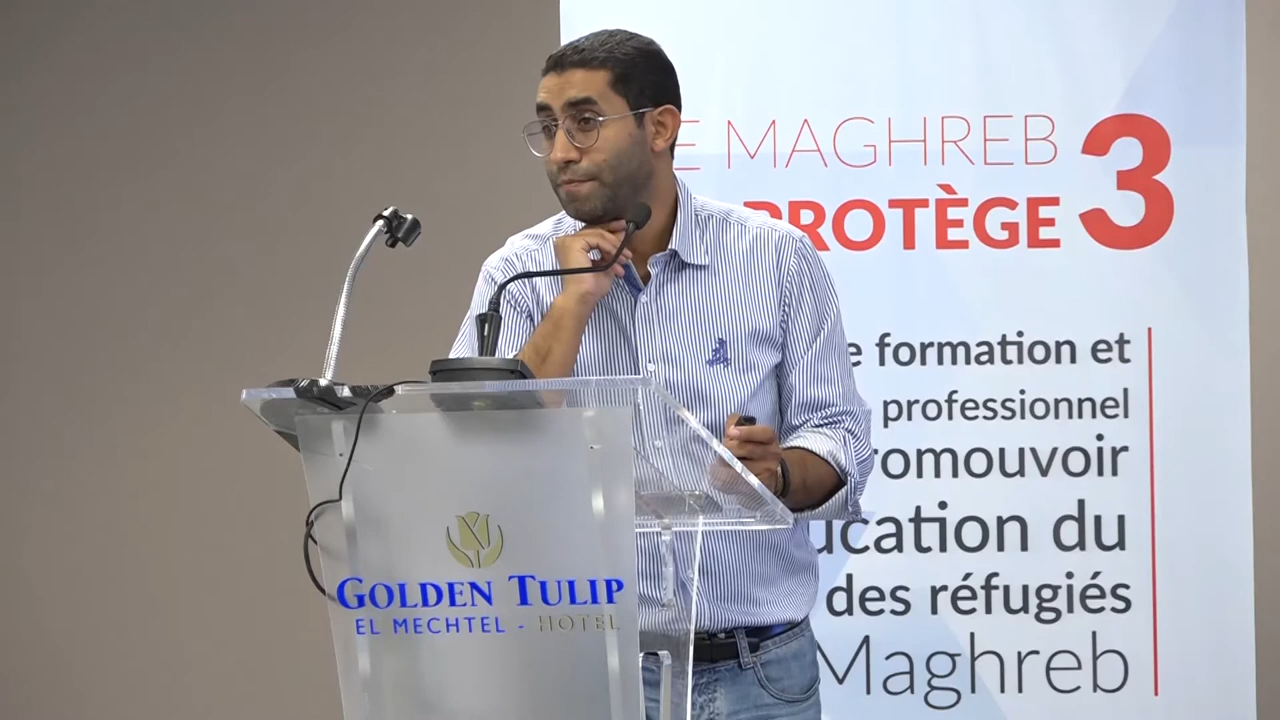 E MAGHREB
PROTÈGE 3
e formation et
professionnel
romouvoir
ucation du
des réfugiés
Maghreb
GOLDEN TULIP
EL MECHTEL - HOTEL